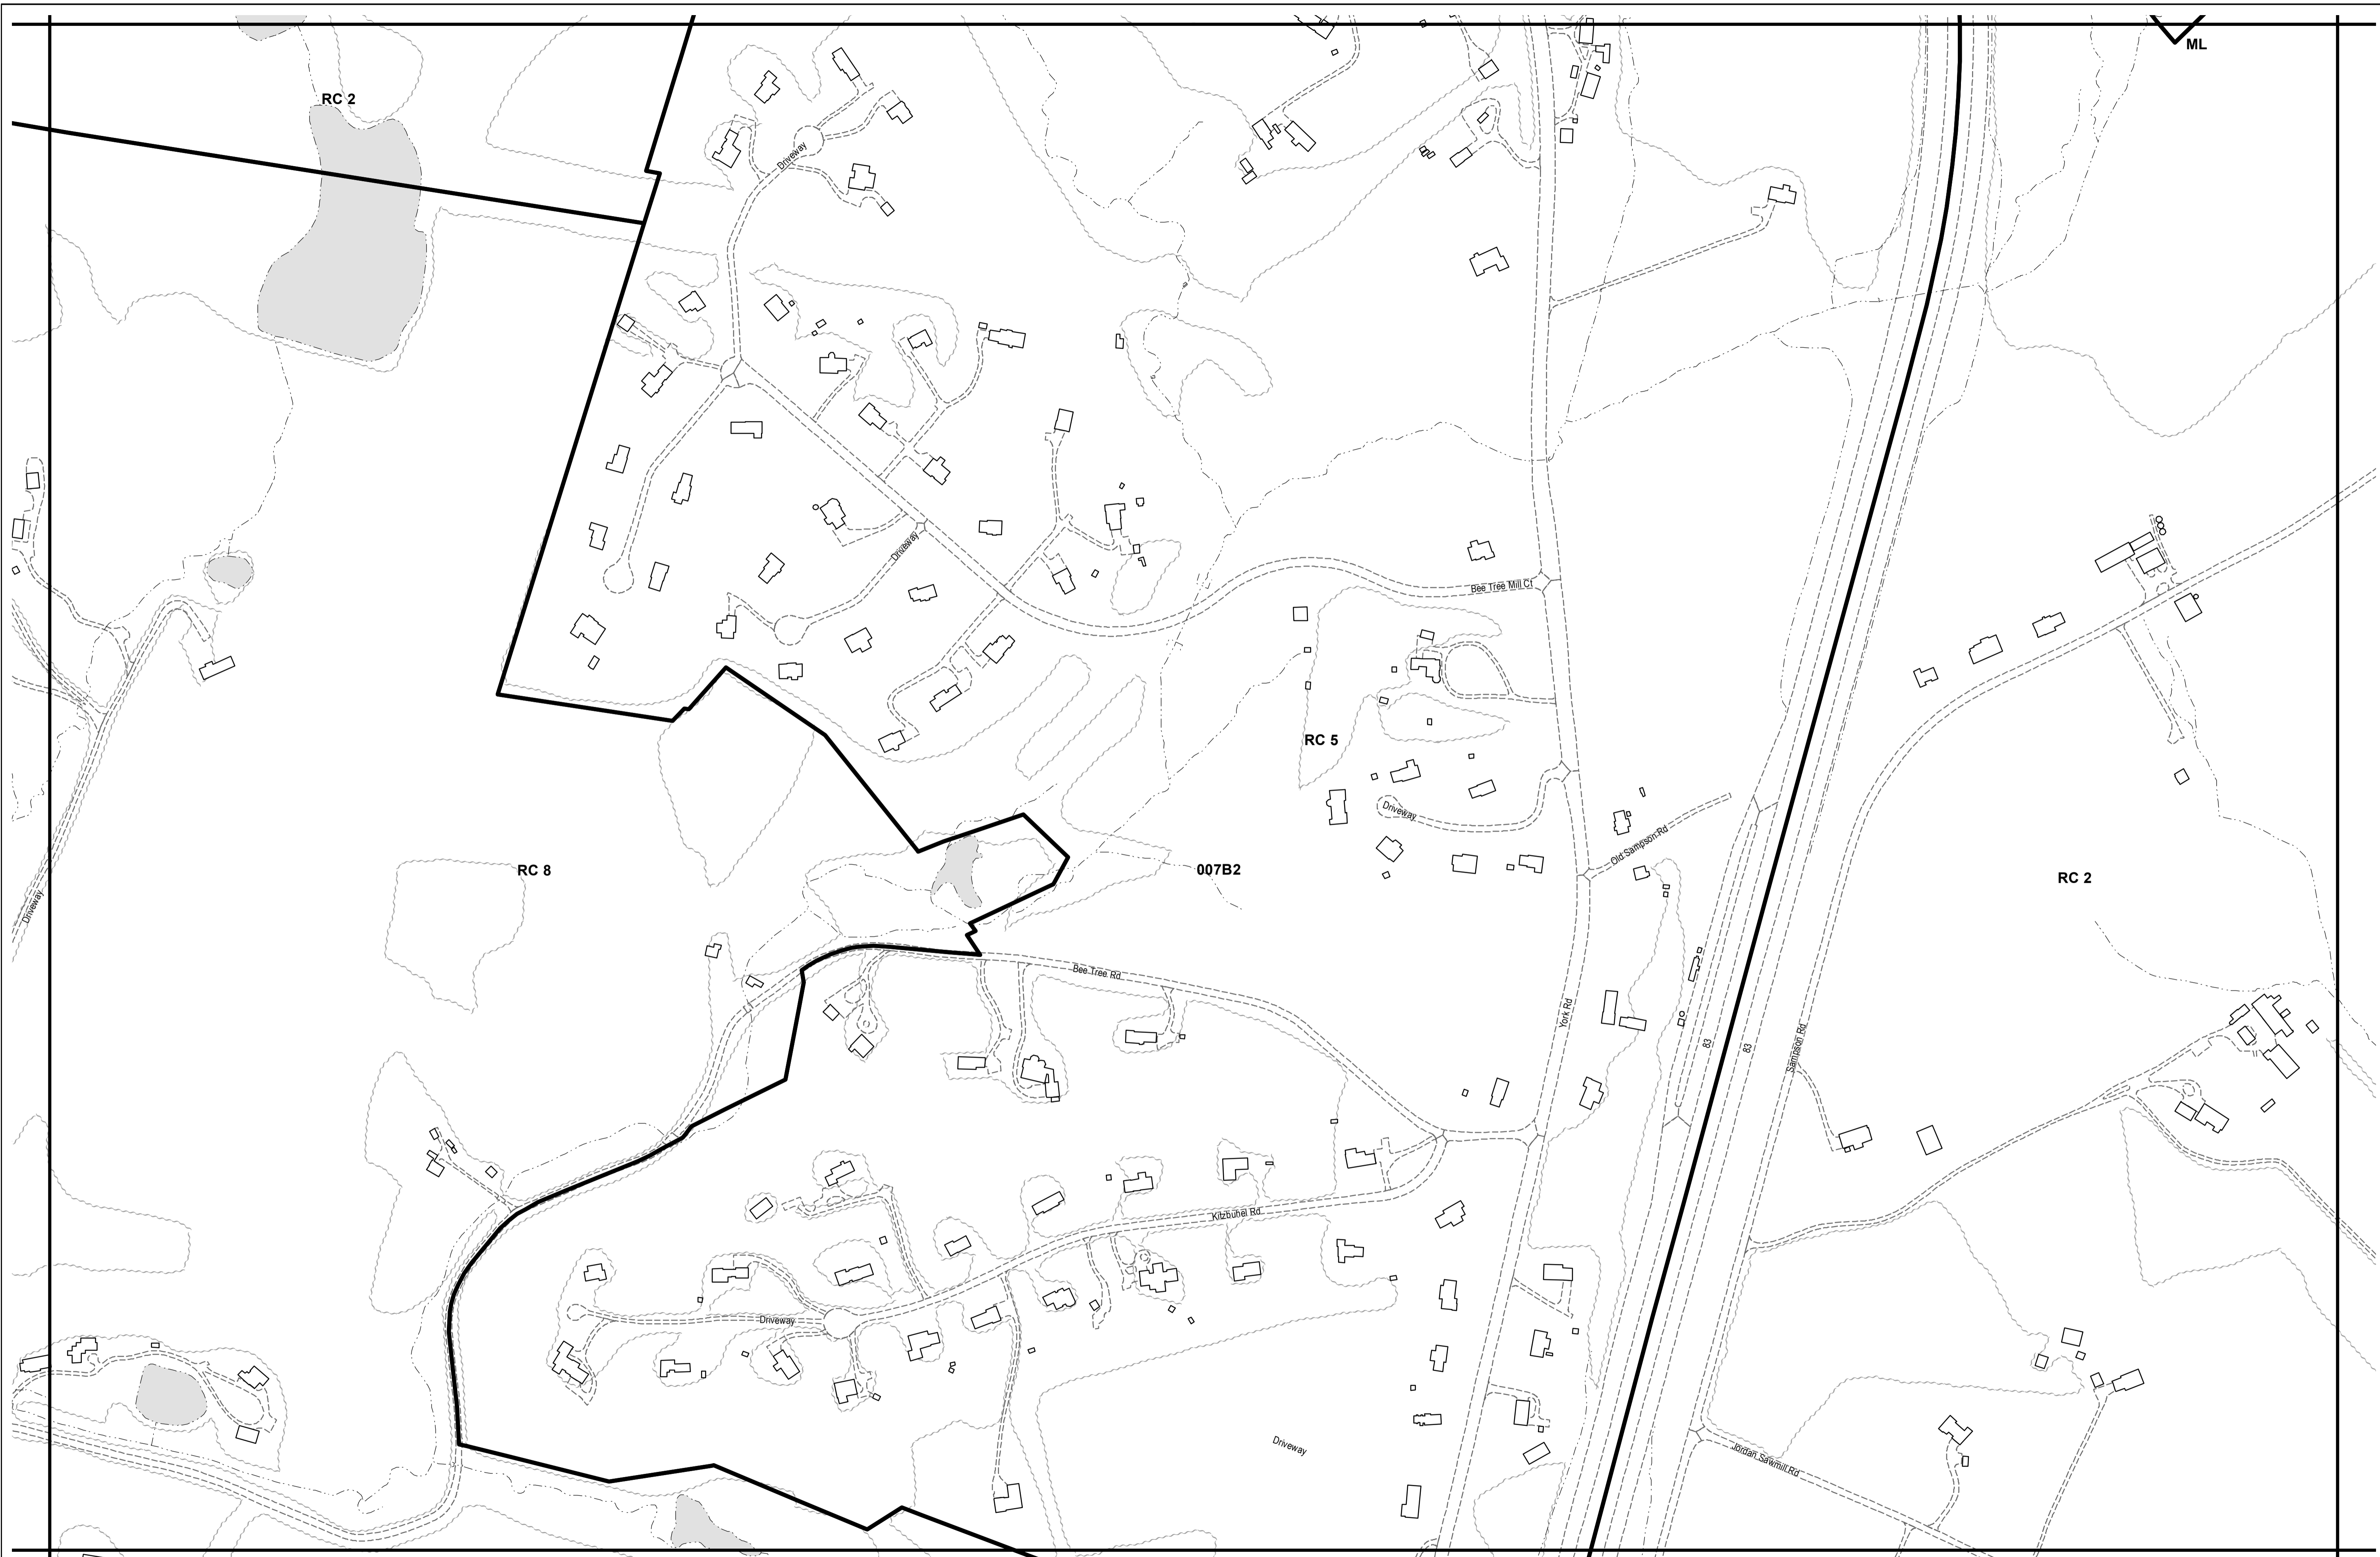 ML
RC 2
Driveway
Driveway
Bee Tree Mill Ct
RC 5
Driveway
Old Sampson Rd
RC 8
007B2
RC 2
Driveway
Bee Tree Rd
York Rd
83
83
Sampson Rd
Kitzbuhel Rd
Driveway
Driveway
Jordan Sawmill Rd